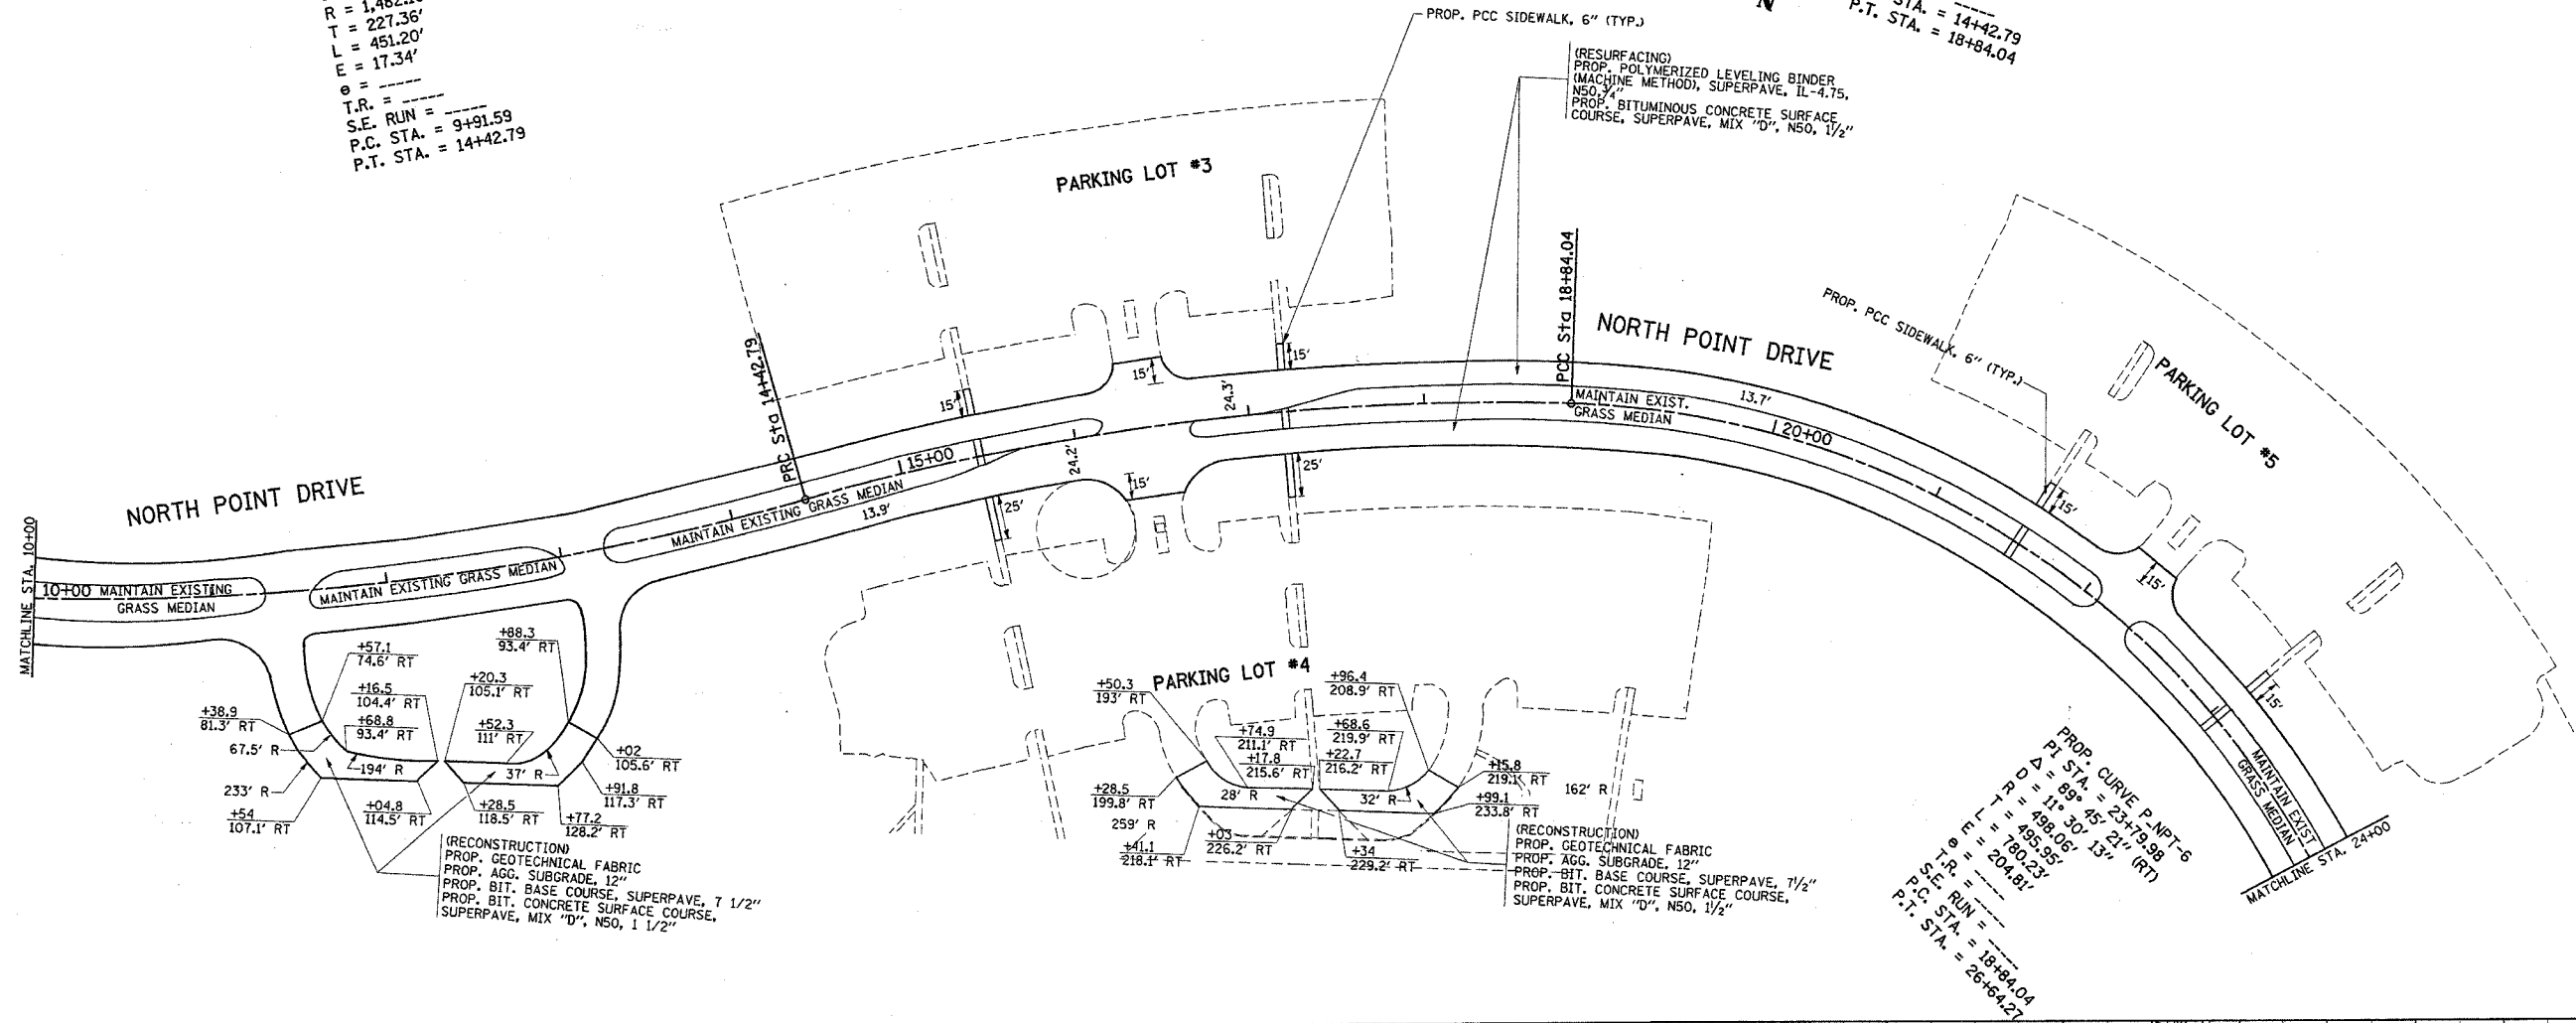 T = 227.36'
L = 451.20'
E = 17.34'
e = -----
T.R. = -----
S.E. RUN = -----
P.C. STA. = 9+91.59
P.T. STA. = 14+42.79
PROP. PCC SIDEWALK, 6" (TYP.)
N
STA. = 14+42.79
P.T. STA. = 18+84.04
(RESURFACING)
PROP. POLYMERIZED LEVELING BINDER
(MACHINE METHOD), SUPERPAVE, IL-4.75,
N50, 3/4"
PROP. BITUMINOUS CONCRETE SURFACE
COURSE, SUPERPAVE, MIX "D", N50, 1 1/2"
PARKING LOT #3
PRC Sta 14+42.79
PCC Sta 18+84.04
NORTH POINT DRIVE
PROP. PCC SIDEWALK, 6" (TYP.)
PARKING LOT #5
15'
15'
15'
24.3'
24.2'
MAINTAIN EXIST.
GRASS MEDIAN
13.7'
20+00
15+00
MAINTAIN EXISTING GRASS MEDIAN
13.9'
25'
15'
25'
15'
15'
15'
NORTH POINT DRIVE
MATCHLINE STA. 10+00
10+00 MAINTAIN EXISTING
GRASS MEDIAN
MAINTAIN EXISTING GRASS MEDIAN
+57.1
74.6' RT
+88.3
93.4' RT
+16.5
104.4' RT
+20.3
105.1' RT
+38.9
81.3' RT
+68.8
93.4' RT
+52.3
111' RT
67.5' R
194' R
37' R
+02
105.6' RT
233' R
+91.8
117.3' RT
+54
107.1' RT
+04.8
114.5' RT
+28.5
118.5' RT
+77.2
128.2' RT
(RECONSTRUCTION)
PROP. GEOTECHNICAL FABRIC
PROP. AGG. SUBGRADE, 12"
PROP. BIT. BASE COURSE, SUPERPAVE, 7 1/2"
PROP. BIT. CONCRETE SURFACE COURSE,
SUPERPAVE, MIX "D", N50, 1 1/2"
PARKING LOT #4
+50.3
193' RT
+96.4
208.9' RT
+74.9
211.1' RT
+68.6
219.9' RT
+17.8
215.6' RT
+22.7
216.2' RT
+15.8
219.1' RT
162' R
+28.5
199.8' RT
28' R
32' R
+99.1
233.8' RT
259' R
+03
226.2' RT
+34
229.2' RT
+41.1
218.1' RT
(RECONSTRUCTION)
PROP. GEOTECHNICAL FABRIC
PROP. AGG. SUBGRADE, 12"
PROP. BIT. BASE COURSE, SUPERPAVE, 7 1/2"
PROP. BIT. CONCRETE SURFACE COURSE,
SUPERPAVE, MIX "D", N50, 1 1/2"
PROP. CURVE P_NPT-6
PI STA. = 23+79.98
Δ = 89° 45' 21" (RT)
D = 11° 30' 13"
R = 498.06'
T = 495.95'
L = 780.23'
E = 204.81'
e = -----
T.R. = -----
S.E. RUN = -----
P.C. STA. = 18+84.04
P.T. STA. = 26+64.27
MAINTAIN EXIST
GRASS MEDIAN
MATCHLINE STA. 24+00